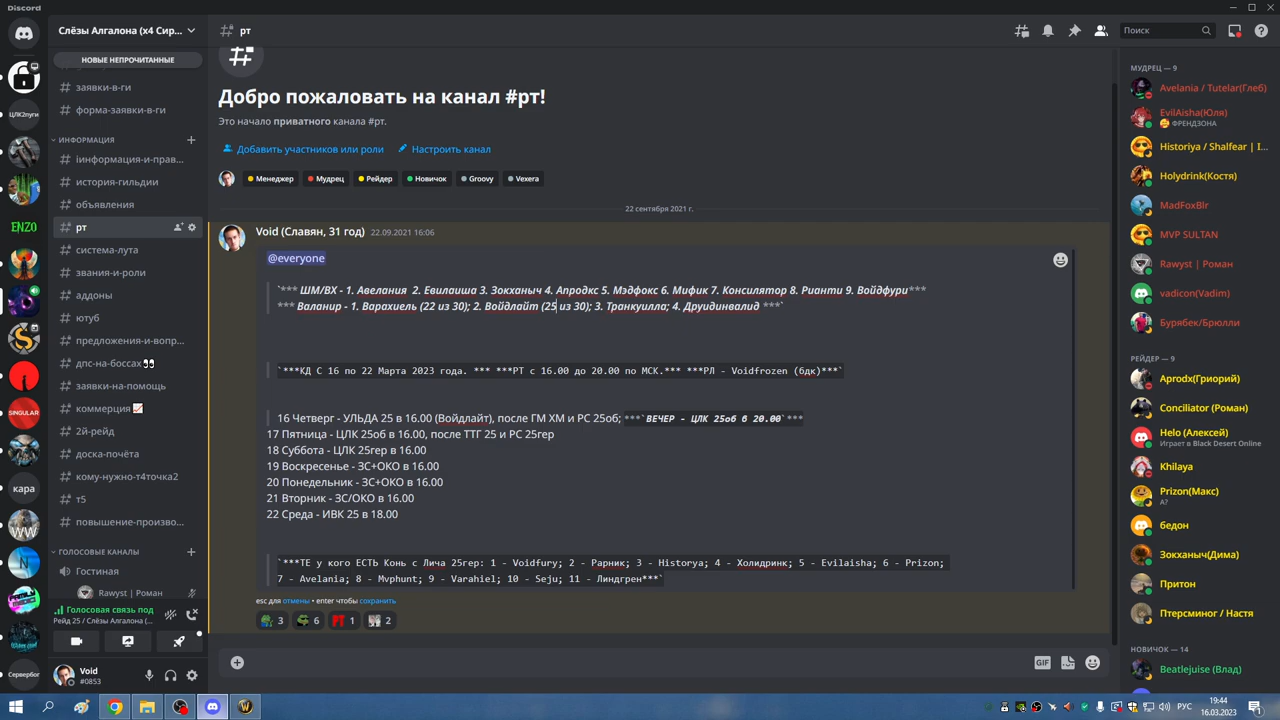 Discord
Слёзы Алгалона (x4 Сир...
рт
Поиск
НОВЫЕ НЕПРОЧИТАННЫЕ
заявки-в-ги
форма-заявки-в-ги
ИНФОРМАЦИЯ
информация-и-прав...
история-гильдии
объявления
рт
система-лута
звания-и-роли
аддоны
ютуб
предложения-и-вопр...
дпс-на-боссах👀
заявки-на-помощь
коммерция 📈
2й-рейд
доска-почёта
кому-нужно-т4точка2
т5
повышение-произво...
ГОЛОСОВЫЕ КАНАЛЫ
Гостиная
Rawyst | Роман
Голосовая связь под
Рейд 25 / Слёзы Алгалона (...
Void
#0853
ЦЛК2пуги
ENZO
SINGULAR
кара
WW
N
Сервербог
Добро пожаловать на канал #рт!
Это начало приватного канала #рт.
Добавить участников или роли
Настроить канал
Менеджер
Мудрец
Рейдер
Новичок
Groovy
Vexera
22 сентября 2021 г.
Void (Славян, 31 год) 22.09.2021 16:06
@everyone
`*** ШМ/ВХ - 1. Авелания 2. Евилаиша 3. Зокханыч 4. Апродкс 5. Мэдфокс 6. Мифик 7. Консилятор 8. Рианти 9. Войдфури***
*** Валанир - 1. Варахиель (22 из 30); 2. Войдлайт (25 из 30); 3. Транкуилла; 4. Друидинвалид ***`
`***КД С 16 по 22 Марта 2023 года. *** ***РТ с 16.00 до 20.00 по МСК.*** ***РЛ - Voidfrozen (бдк)***`
16 Четверг - УЛЬДА 25 в 16.00 (Войдлайт), после ГМ ХМ и РС 25об; ***`ВЕЧЕР - ЦЛК 25об в 20.00`***
17 Пятница - ЦЛК 25об в 16.00, после ТТГ 25 и РС 25гер
18 Суббота - ЦЛК 25гер в 16.00
19 Воскресенье - ЗС+ОКО в 16.00
20 Понедельник - ЗС+ОКО в 16.00
21 Вторник - ЗС/ОКО в 16.00
22 Среда - ИВК 25 в 18.00
`***ТЕ у кого ЕСТЬ Конь с Лича 25гер: 1 - Voidfury; 2 - Рарник; 3 - Historya; 4 - Холидринк; 5 - Evilaisha; 6 - Prizon;
7 - Avelania; 8 - Mvphunt; 9 - Varahiel; 10 - Seju; 11 - Линдгрен***`
esc для отмены • enter чтобы сохранить
3
6
1
2
GIF
МУДРЕЦ — 9
Avelania / Tutelar(Глеб)
EvilAisha(Юля)
ФРЕНДЗОНА
Historiya / Shalfear | I...
Holydrink(Костя)
MadFoxBlr
MVP SULTAN
Rawyst | Роман
vadicon(Vadim)
Бурябек/Брюлли
РЕЙДЕР — 9
Aprodx(Григорий)
Conciliator (Роман)
Helo (Алексей)
Играет в Black Desert Online
Khilaya
Prizon(Макс)
А?
бедон
Зокханыч(Дима)
Притон
Птерсминог / Настя
НОВИЧОК — 14
Beatlejuise (Влад)
РУС
19:44
16.03.2023